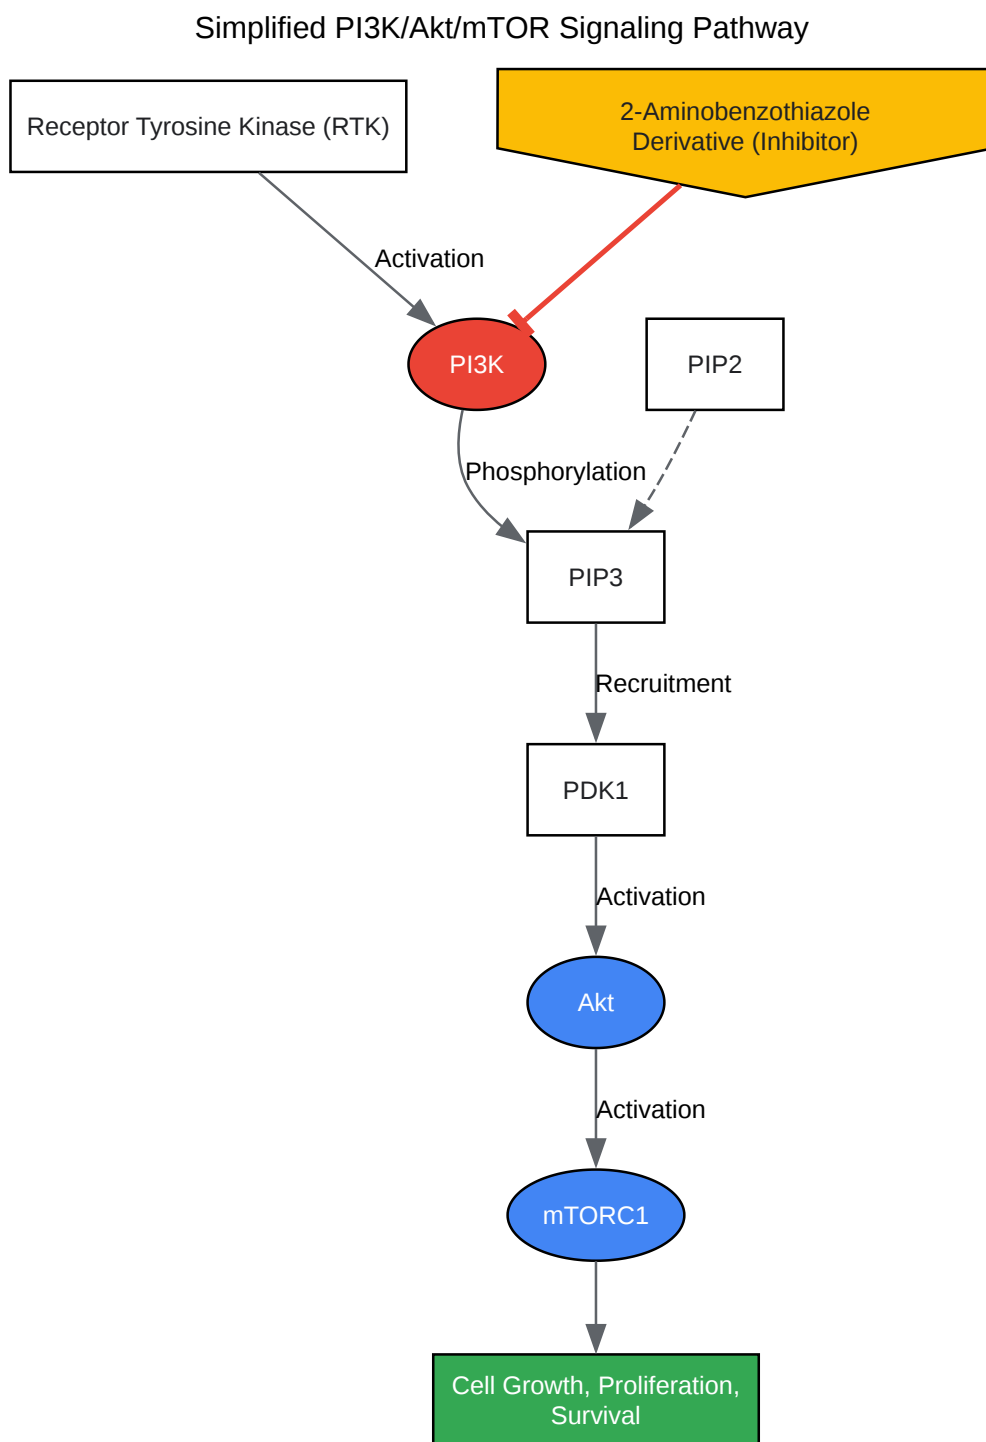 Simplified PI3K/Akt/mTOR Signaling Pathway
Receptor Tyrosine Kinase (RTK)
2-Aminobenzothiazole
Derivative (Inhibitor)
Activation
PI3K
PIP2
Phosphorylation
PIP3
Recruitment
PDK1
Activation
Akt
Activation
mTORC1
Cell Growth, Proliferation,
Survival